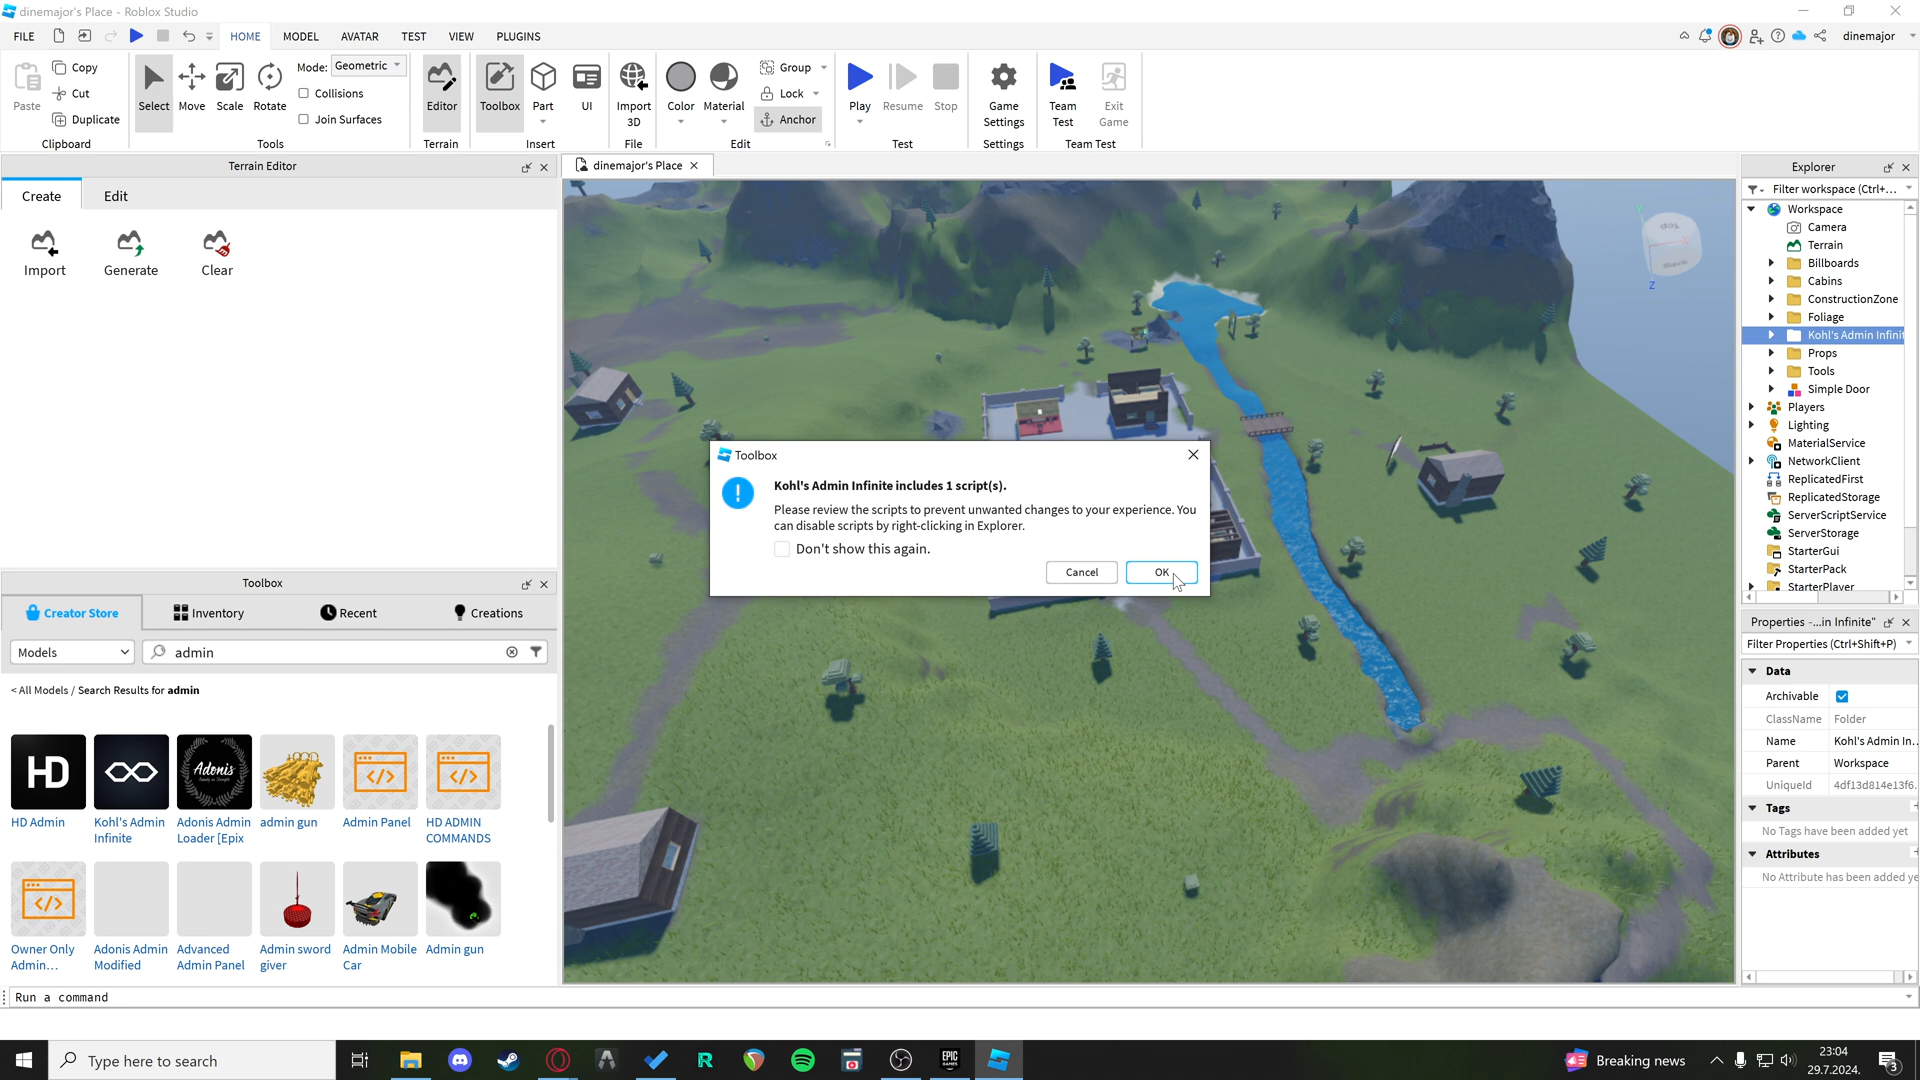 dinemajor's Place - Roblox Studio
FILE
HOME
MODEL
AVATAR
TEST
VIEW
PLUGINS
dinemajor
Paste
Copy
Cut
Duplicate
Clipboard
Select
Move
Scale
Rotate
Mode:
Geometric
Collisions
Join Surfaces
Tools
Editor
Terrain
Toolbox
Part
UI
Insert
Import
3D
File
Color
Material
Group
Lock
Anchor
Edit
Play
Resume
Stop
Test
Game
Settings
Settings
Team
Test
Exit
Game
Team Test
Terrain Editor
Create
Edit
Import
Generate
Clear
Toolbox
Creator Store
Inventory
Recent
Creations
Models
admin
< All Models / Search Results for admin
HD
Adonis
HD Admin
Kohl's Admin
Infinite
Adonis Admin
Loader [Epix
admin gun
Admin Panel
HD ADMIN
COMMANDS
Owner Only
Admin...
Adonis Admin
Modified
Advanced
Admin Panel
Admin sword
giver
Admin Mobile
Car
Admin gun
Run a command
dinemajor's Place
Z
Toolbox
Kohl's Admin Infinite includes 1 script(s).
Please review the scripts to prevent unwanted changes to your experience. You
can disable scripts by right-clicking in Explorer.
Don't show this again.
Cancel
OK
Explorer
Filter workspace (Ctrl+...
Workspace
Camera
Terrain
Billboards
Cabins
ConstructionZone
Foliage
Kohl's Admin Infinit
Props
Tools
Simple Door
Players
Lighting
MaterialService
NetworkClient
ReplicatedFirst
ReplicatedStorage
ServerScriptService
ServerStorage
StarterGui
StarterPack
StarterPlayer
Properties -...in Infinite"
Filter Properties (Ctrl+Shift+P)
Data
Archivable
ClassName Folder
Name Kohl's Admin In...
Parent Workspace
UniqueId 4df13d814e13f6...
Tags
No Tags have been added yet
Attributes
No Attribute has been added ye
Type here to search
EPIC
GAMES
Breaking news
23:04
29.7.2024.
3